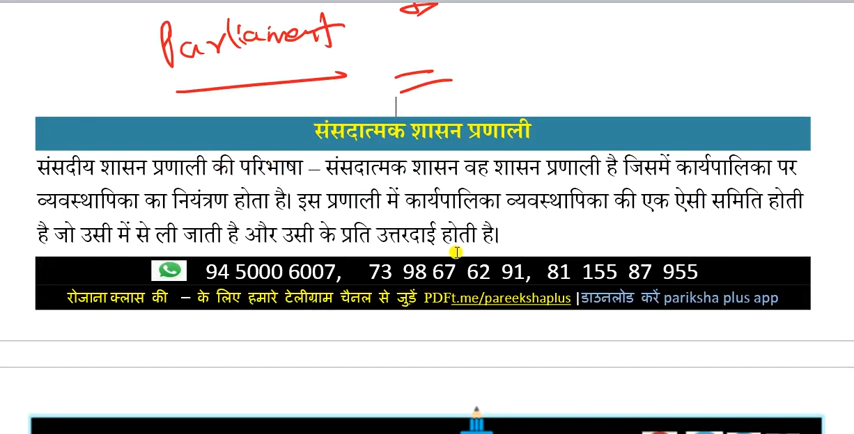 Parliament
संसदात्मक शासन प्रणाली
संसदीय शासन प्रणाली की परिभाषा – संसदात्मक शासन वह शासन प्रणाली है जिसमें कार्यपालिका पर
व्यवस्थापिका का नियंत्रण होता है। इस प्रणाली में कार्यपालिका व्यवस्थापिका की एक ऐसी समिति होती
है जो उसी में से ली जाती है और उसी के प्रति उत्तरदाई होती है।
94 5000 6007, 73 98 67 62 91, 81 155 87 955
रोजाना क्लास की – के लिए हमारे टेलीग्राम चैनल से जुडें PDFt.me/pareekshaplus |डाउनलोड करें pariksha plus app